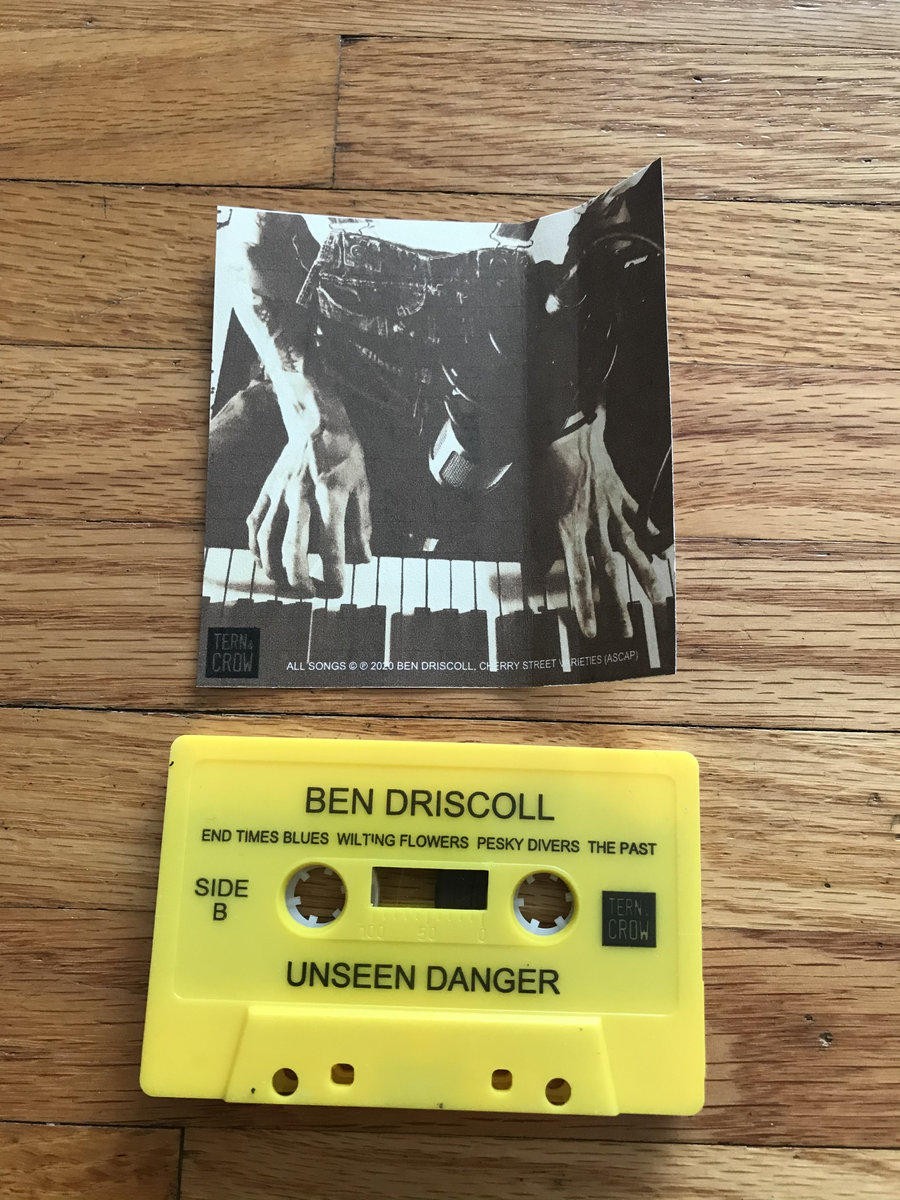 TERN &
CROW
ALL SONGS © ℗ 2020 BEN DRISCOLL, CHERRY STREET VARIETIES (ASCAP)
BEN DRISCOLL
END TIMES BLUES WILTING FLOWERS PESKY DIVERS THE PAST
SIDE
B
TERN &
CROW
100 50 0
UNSEEN DANGER